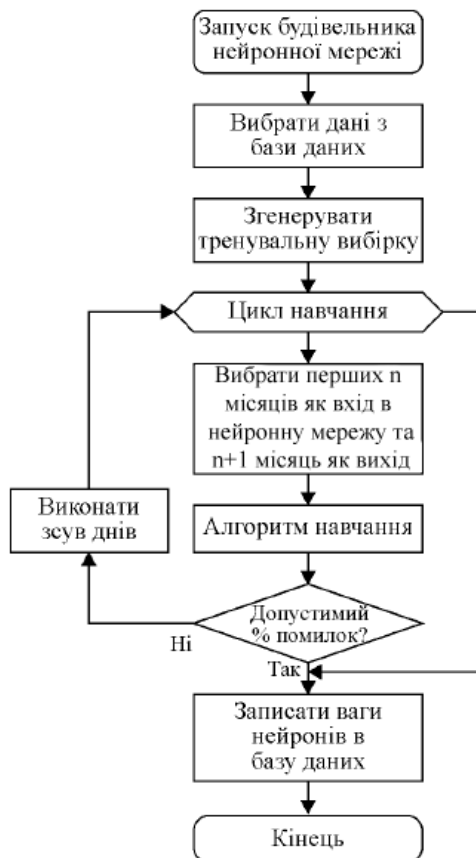 Запуск будівельника
нейронної мережі
Вибрати дані з
бази даних
Згенерувати
тренувальну вибірку
Цикл навчання
Вибрати перших n
місяців як вхід в
нейронну мережу та
n+1 місяць як вихід
Виконати
зсув днів
Алгоритм навчання
Допустимий
% помилок?
Ні
Так
Записати ваги
нейронів в
базу даних
Кінець